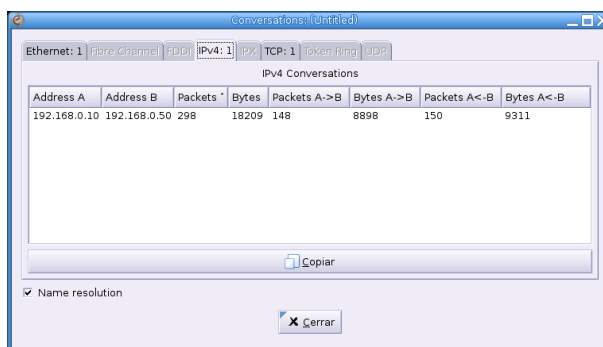 Conversations: (Untitled)
Ethernet: 1 Fibre Channel FDDI IPv4: 1 IPX TCP: 1 Token Ring UDP
IPv4 Conversations
Address A Address B Packets Bytes Packets A->B Bytes A->B Packets A<-B Bytes A<-B
192.168.0.10 192.168.0.50 298 18209 148 8898 150 9311
Copiar
Name resolution
Cerrar